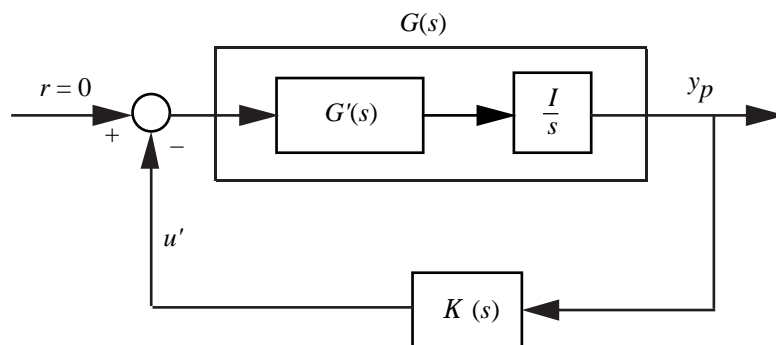 G(s)
r = 0
+
−
G'(s)
I
s
y_p
u'
K (s)